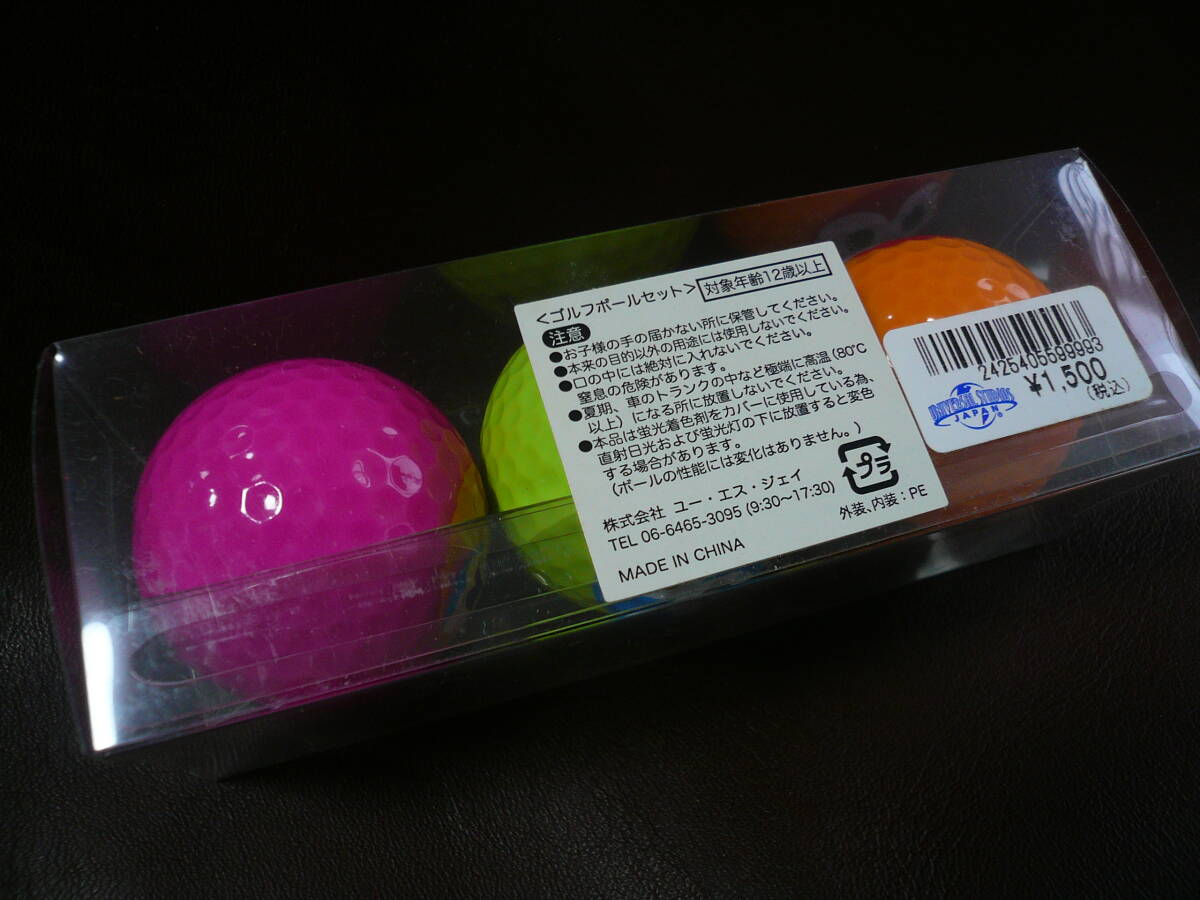 <ゴルフボールセット> 対象年齢12歳以上
注意
●お子様の手の届かない所に保管してください。
●本来の目的以外の用途には使用しないでください。
●口の中には絶対に入れないでください。
窒息の危険があります。
●夏期、車のトランクの中など極端に高温(80℃
以上)になる所に放置しないでください。
●本品は蛍光着色剤をカバーに使用している為、
直射日光および蛍光灯の下に放置すると変色
する場合があります。
(ボールの性能には変化はありません。)
株式会社 ユー・エス・ジェイ
TEL 06-6465-3095 (9:30～17:30)
MADE IN CHINA
プラ
外装、内装:PE
2425405599993
¥1,500
(税込)
UNIVERSAL STUDIOS
JAPAN®